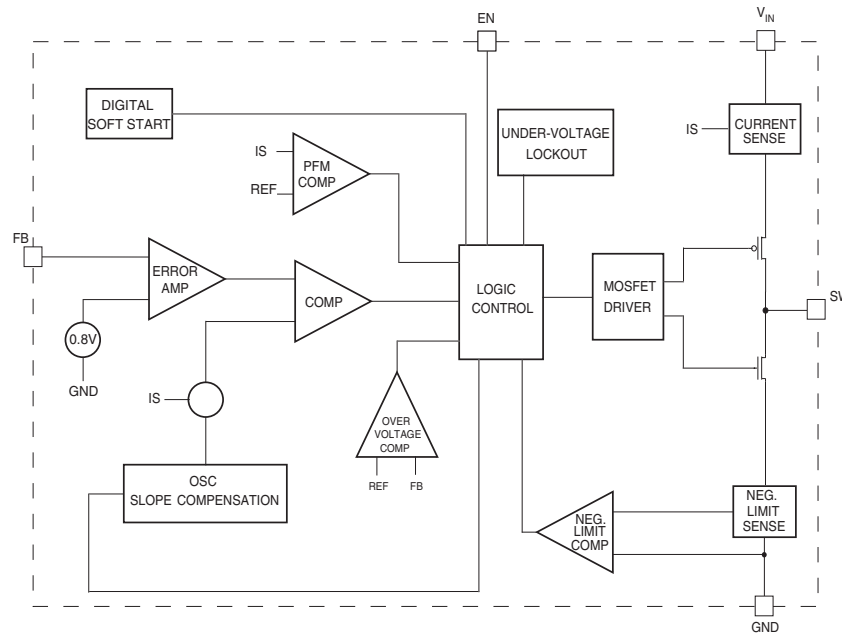 EN
VIN
DIGITAL
SOFT START
UNDER-VOLTAGE
LOCKOUT
IS
CURRENT
SENSE
IS
PFM
COMP
REF
FB
ERROR
AMP
COMP
LOGIC
CONTROL
MOSFET
DRIVER
SW
0.8V
GND
IS
OVER
VOLTAGE
COMP
REF
FB
OSC
SLOPE COMPENSATION
NEG.
LIMIT
COMP
NEG.
LIMIT
SENSE
GND